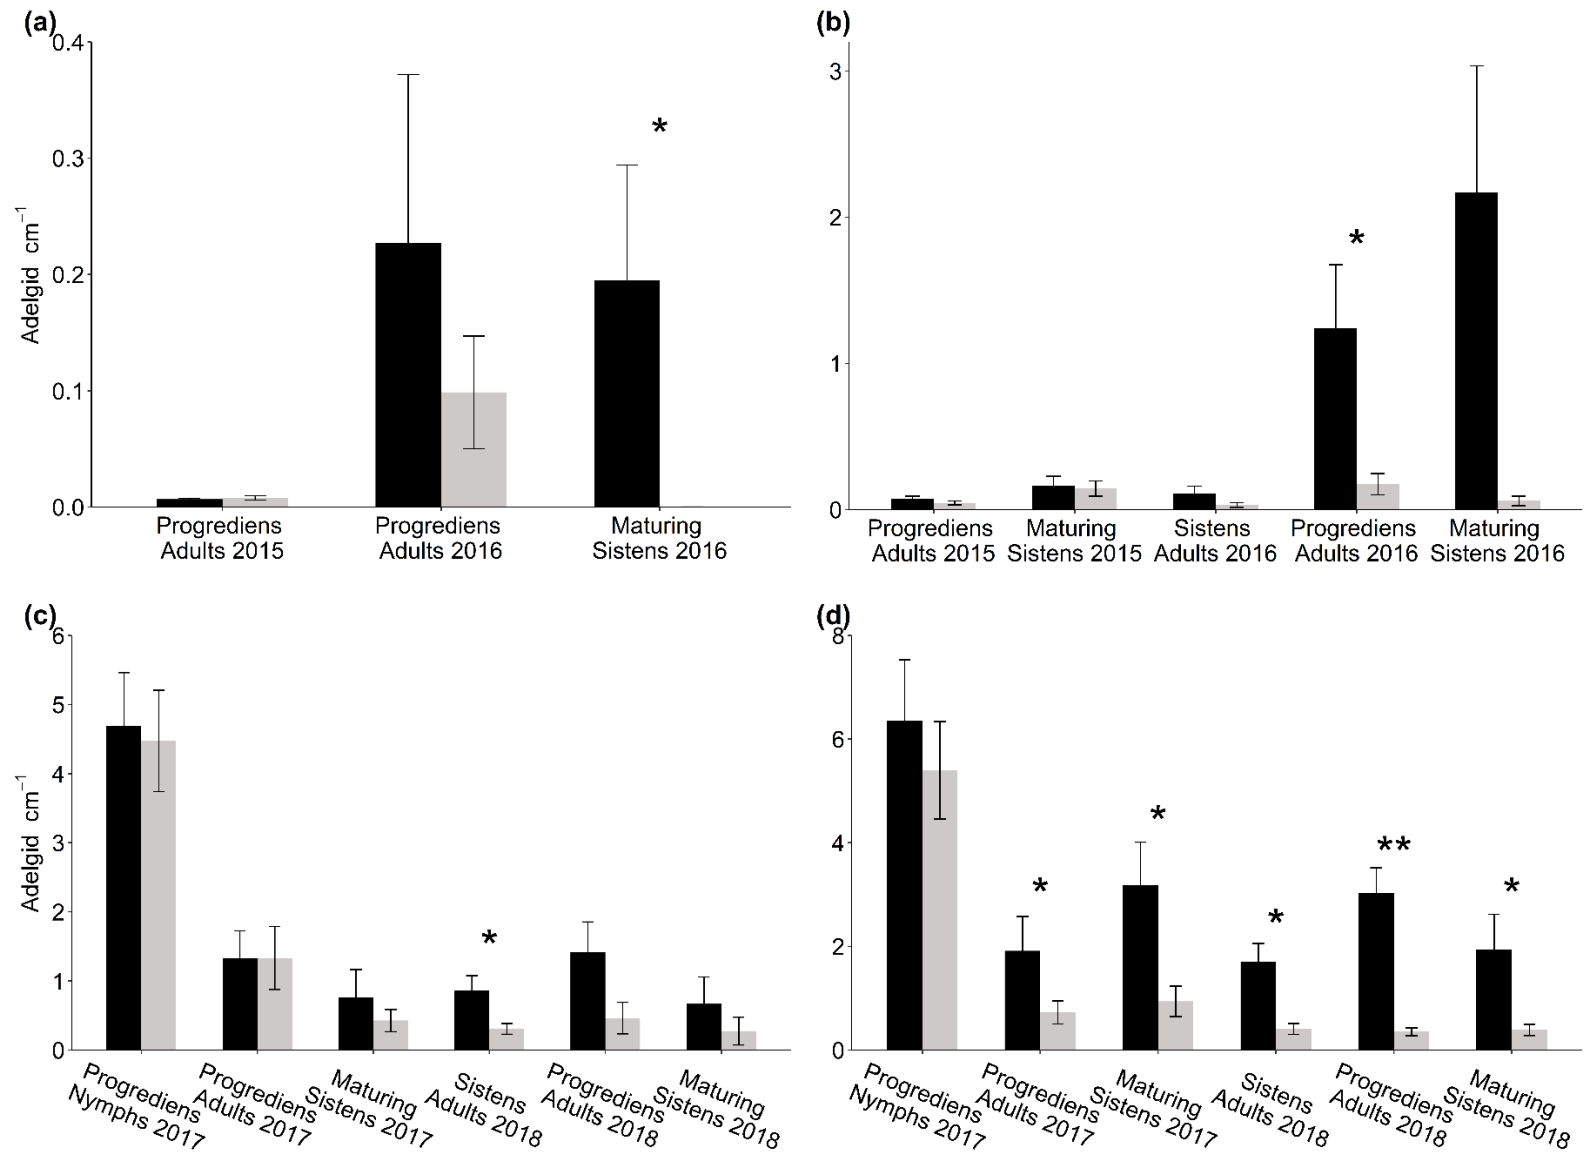 (a)
0.4
0.3
0.2
0.1
0.0
Adelgid cm⁻¹
*
Progrediens
Adults 2015
Progrediens
Adults 2016
Maturing
Sistens 2016
(b)
3
2
1
0
*
Progrediens
Adults 2015
Maturing
Sistens 2015
Sistens
Adults 2016
Progrediens
Adults 2016
Maturing
Sistens 2016
(c)
6
5
4
3
2
1
0
Adelgid cm⁻¹
*
Progrediens
Nymphs 2017
Progrediens
Adults 2017
Maturing
Sistens 2017
Sistens
Adults 2018
Progrediens
Adults 2018
Maturing
Sistens 2018
(d)
8
6
4
2
0
*
*
*
**
*
Progrediens
Nymphs 2017
Progrediens
Adults 2017
Maturing
Sistens 2017
Sistens
Adults 2018
Progrediens
Adults 2018
Maturing
Sistens 2018